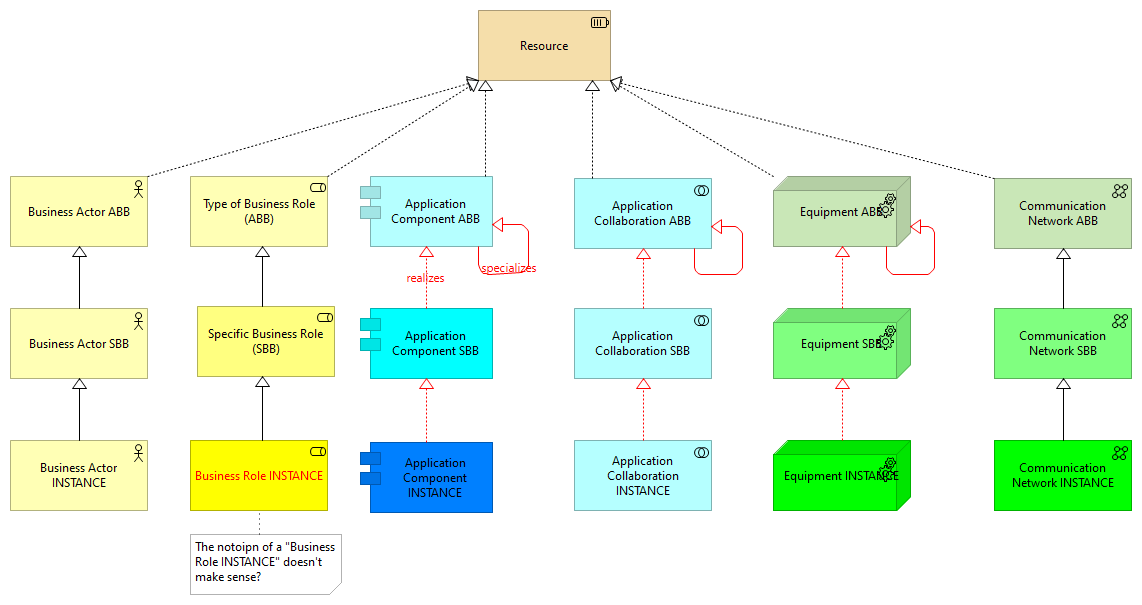 Resource
Business Actor ABB
Type of Business Role
(ABB)
Application
Component ABB
Application
Collaboration ABB
Equipment ABB
Communication
Network ABB
realizes
specializes
Business Actor SBB
Specific Business Role
(SBB)
Application
Component SBB
Application
Collaboration SBB
Equipment SBB
Communication
Network SBB
Business Actor
INSTANCE
Business Role INSTANCE
Application
Component
INSTANCE
Application
Collaboration
INSTANCE
Equipment INSTANCE
Communication
Network INSTANCE
The notoipn of a "Business
Role INSTANCE" doesn't
make sense?